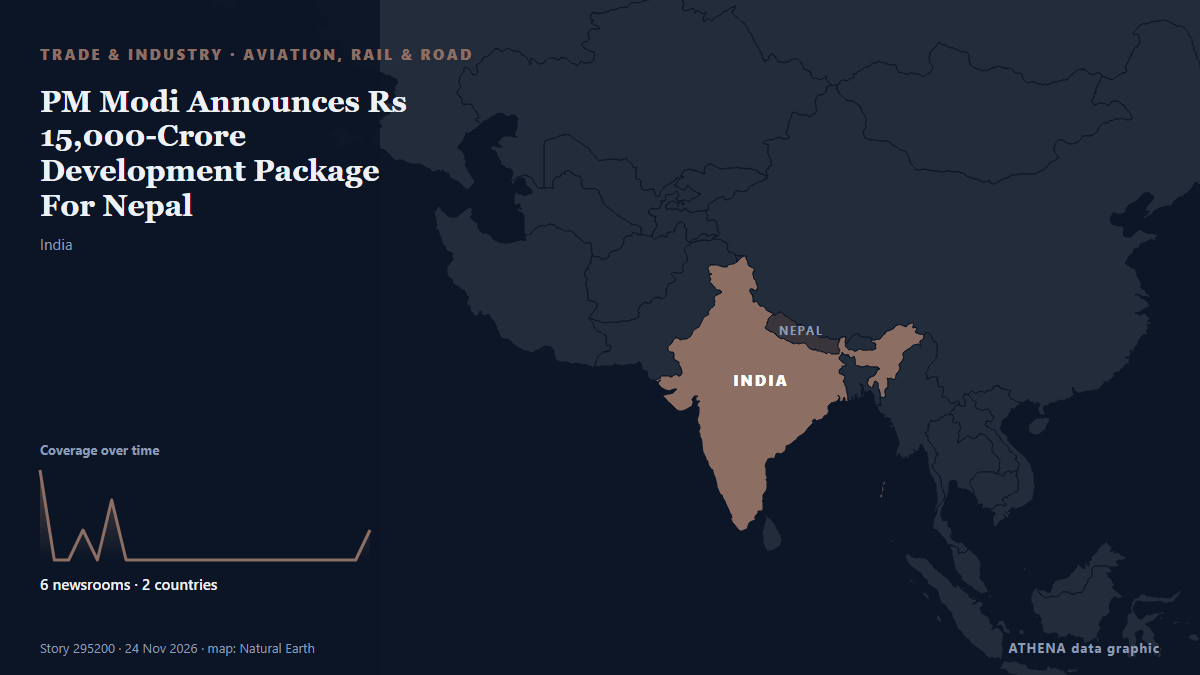 TRADE & INDUSTRY · AVIATION, RAIL & ROAD
PM Modi Announces Rs
15,000-Crore
Development Package
For Nepal
India
NEPAL
INDIA
Coverage over time
6 newsrooms · 2 countries
Story 295200 · 24 Nov 2026 · map: Natural Earth
ATHENA data graphic